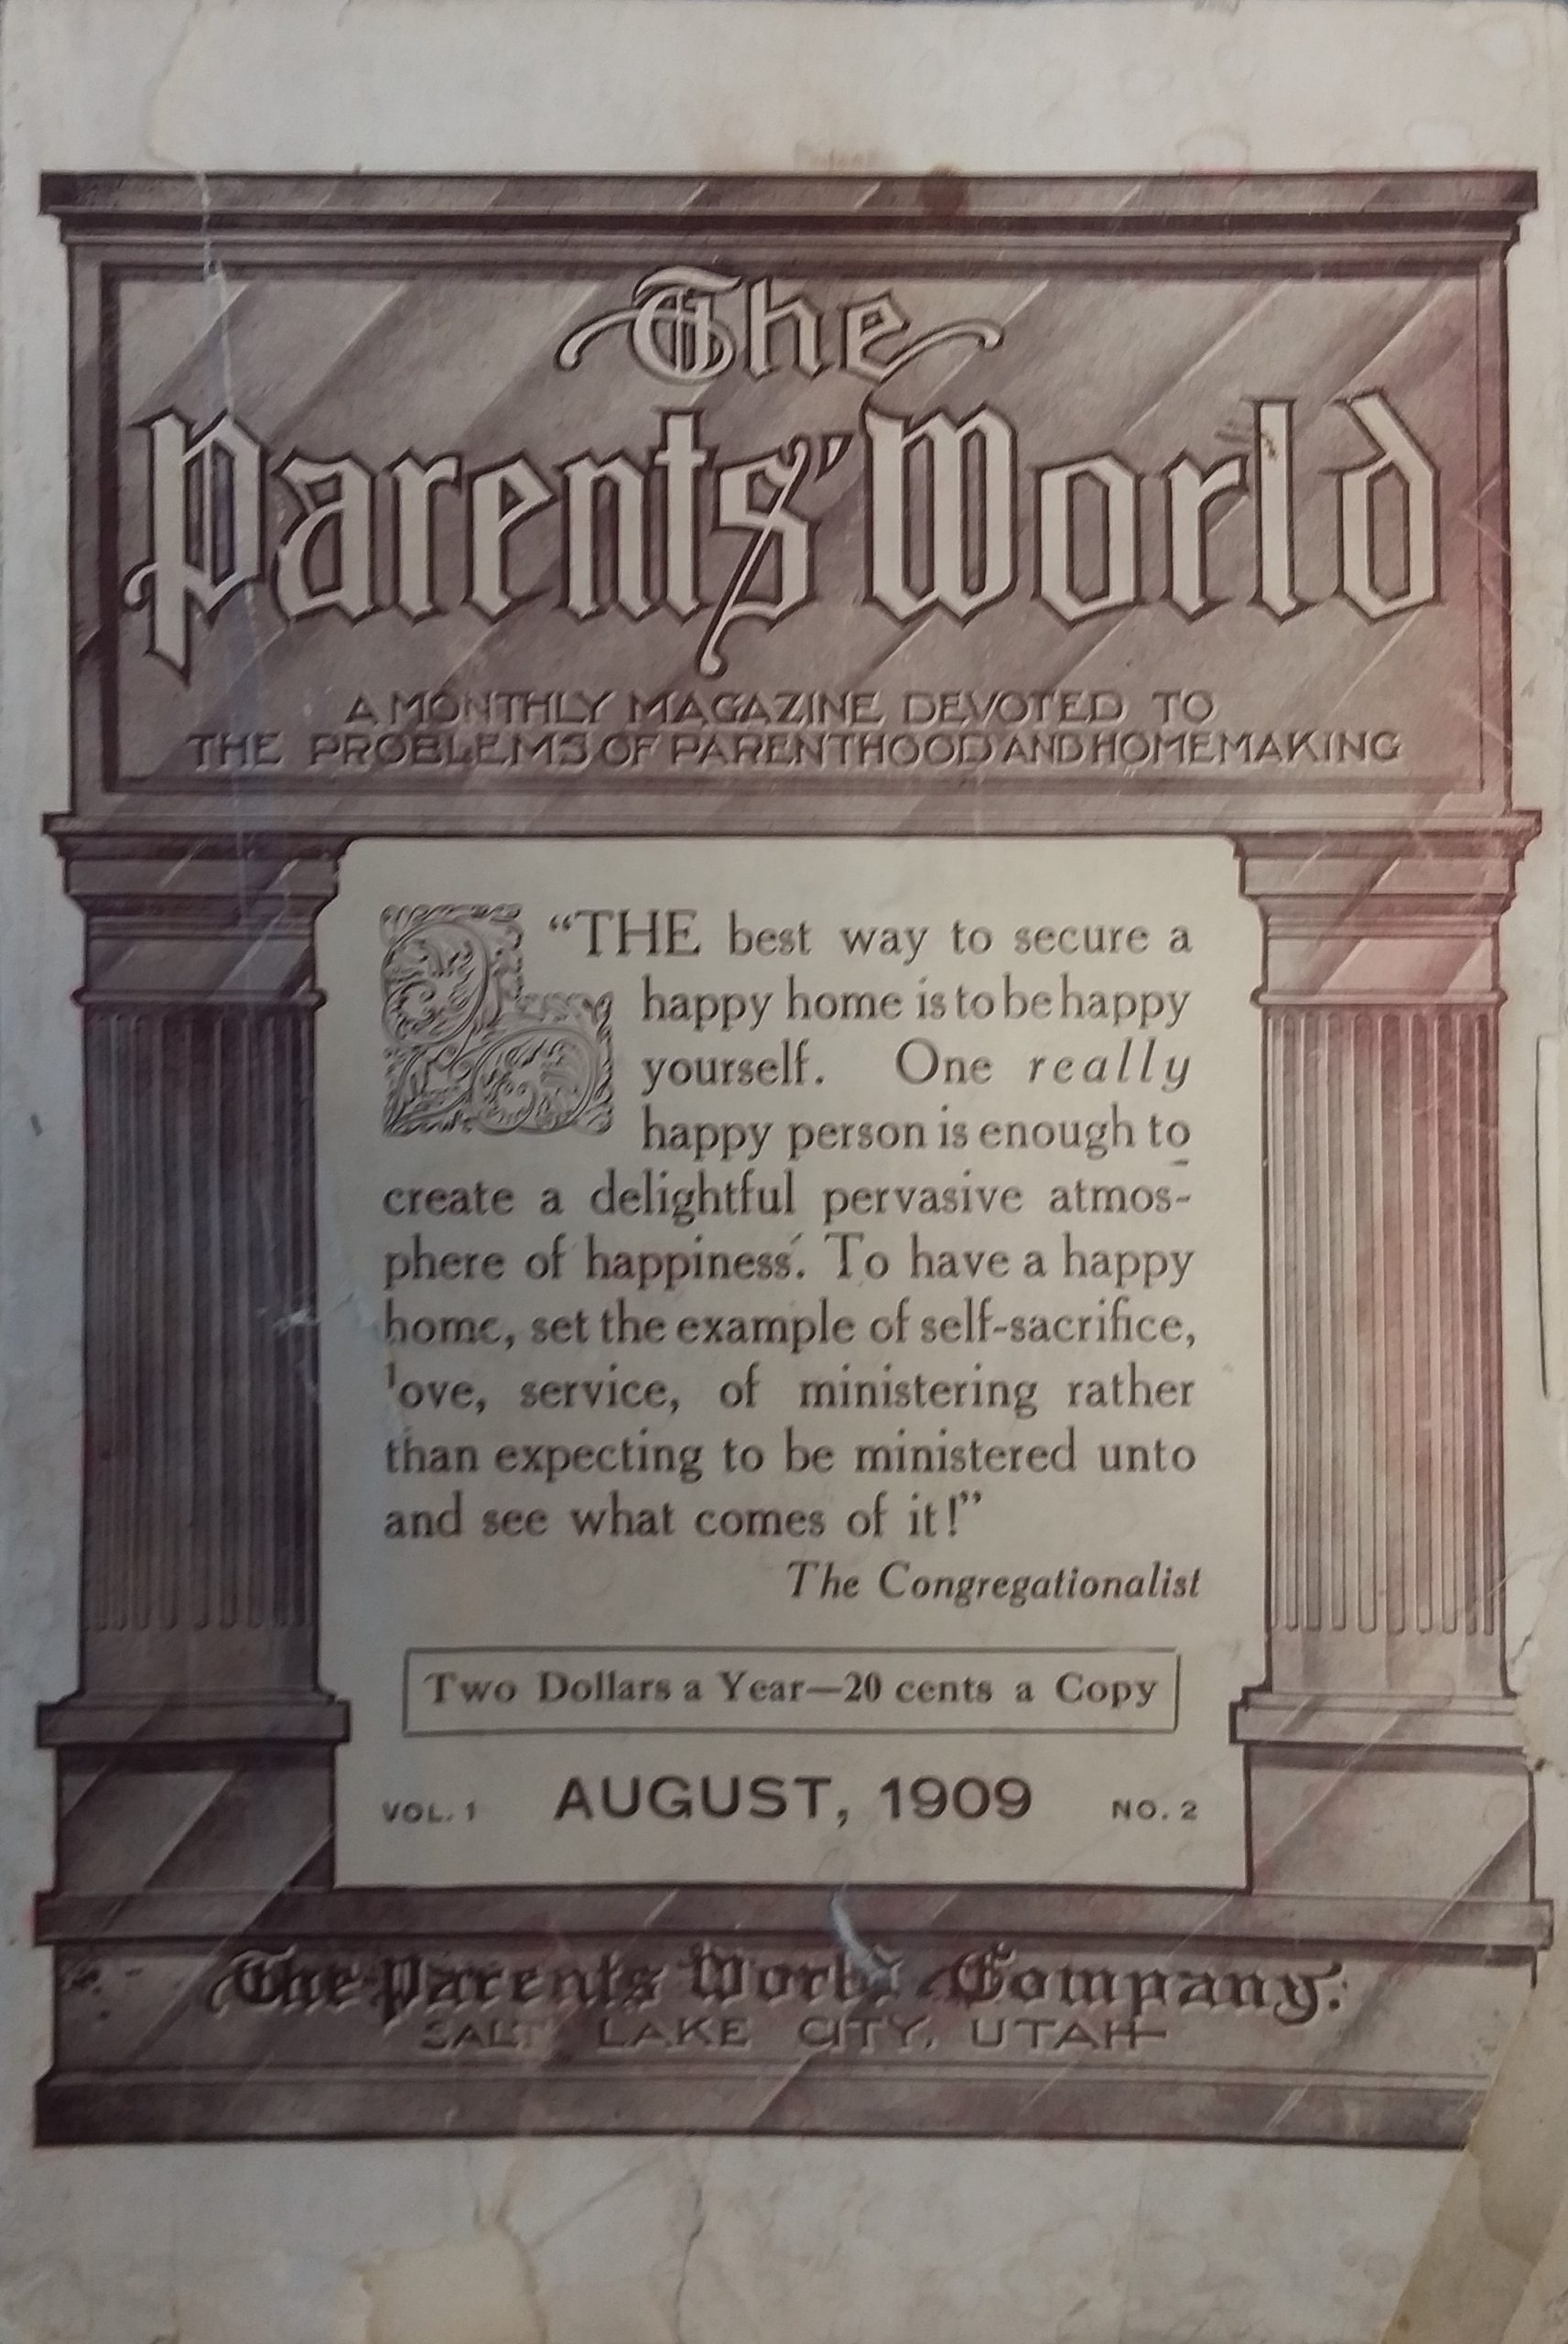 The
Parents' World
A MONTHLY MAGAZINE DEVOTED TO
THE PROBLEMS OF PARENTHOOD AND HOMEMAKING
“THE best way to secure a
happy home is to be happy
yourself. One really
happy person is enough to
create a delightful pervasive atmos-
phere of happiness. To have a happy
home, set the example of self-sacrifice,
love, service, of ministering rather
than expecting to be ministered unto
and see what comes of it!”
The Congregationalist
Two Dollars a Year—20 cents a Copy
VOL. 1 AUGUST, 1909 NO. 2
The Parents World Company.
SALT LAKE CITY, UTAH